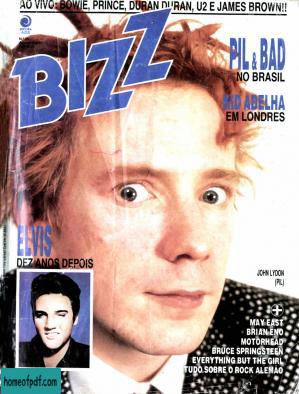 AO VIVO: BOWIE, PRINCE, DURAN DURAN, U2 E JAMES BROWN!!
BIZZ
PIL & BAD
NO BRASIL
KID ABELHA
EM LONDRES
ELVIS
DEZ ANOS DEPOIS
JOHN LYDON
(PIL)
+
MAY EAST
BRIAN ENO
MOTORHEAD
BRUCE SPRINGSTEEN
EVERYTHING BUT THE GIRL
TUDO SOBRE O ROCK ALEMÃO
homeofpdf.com